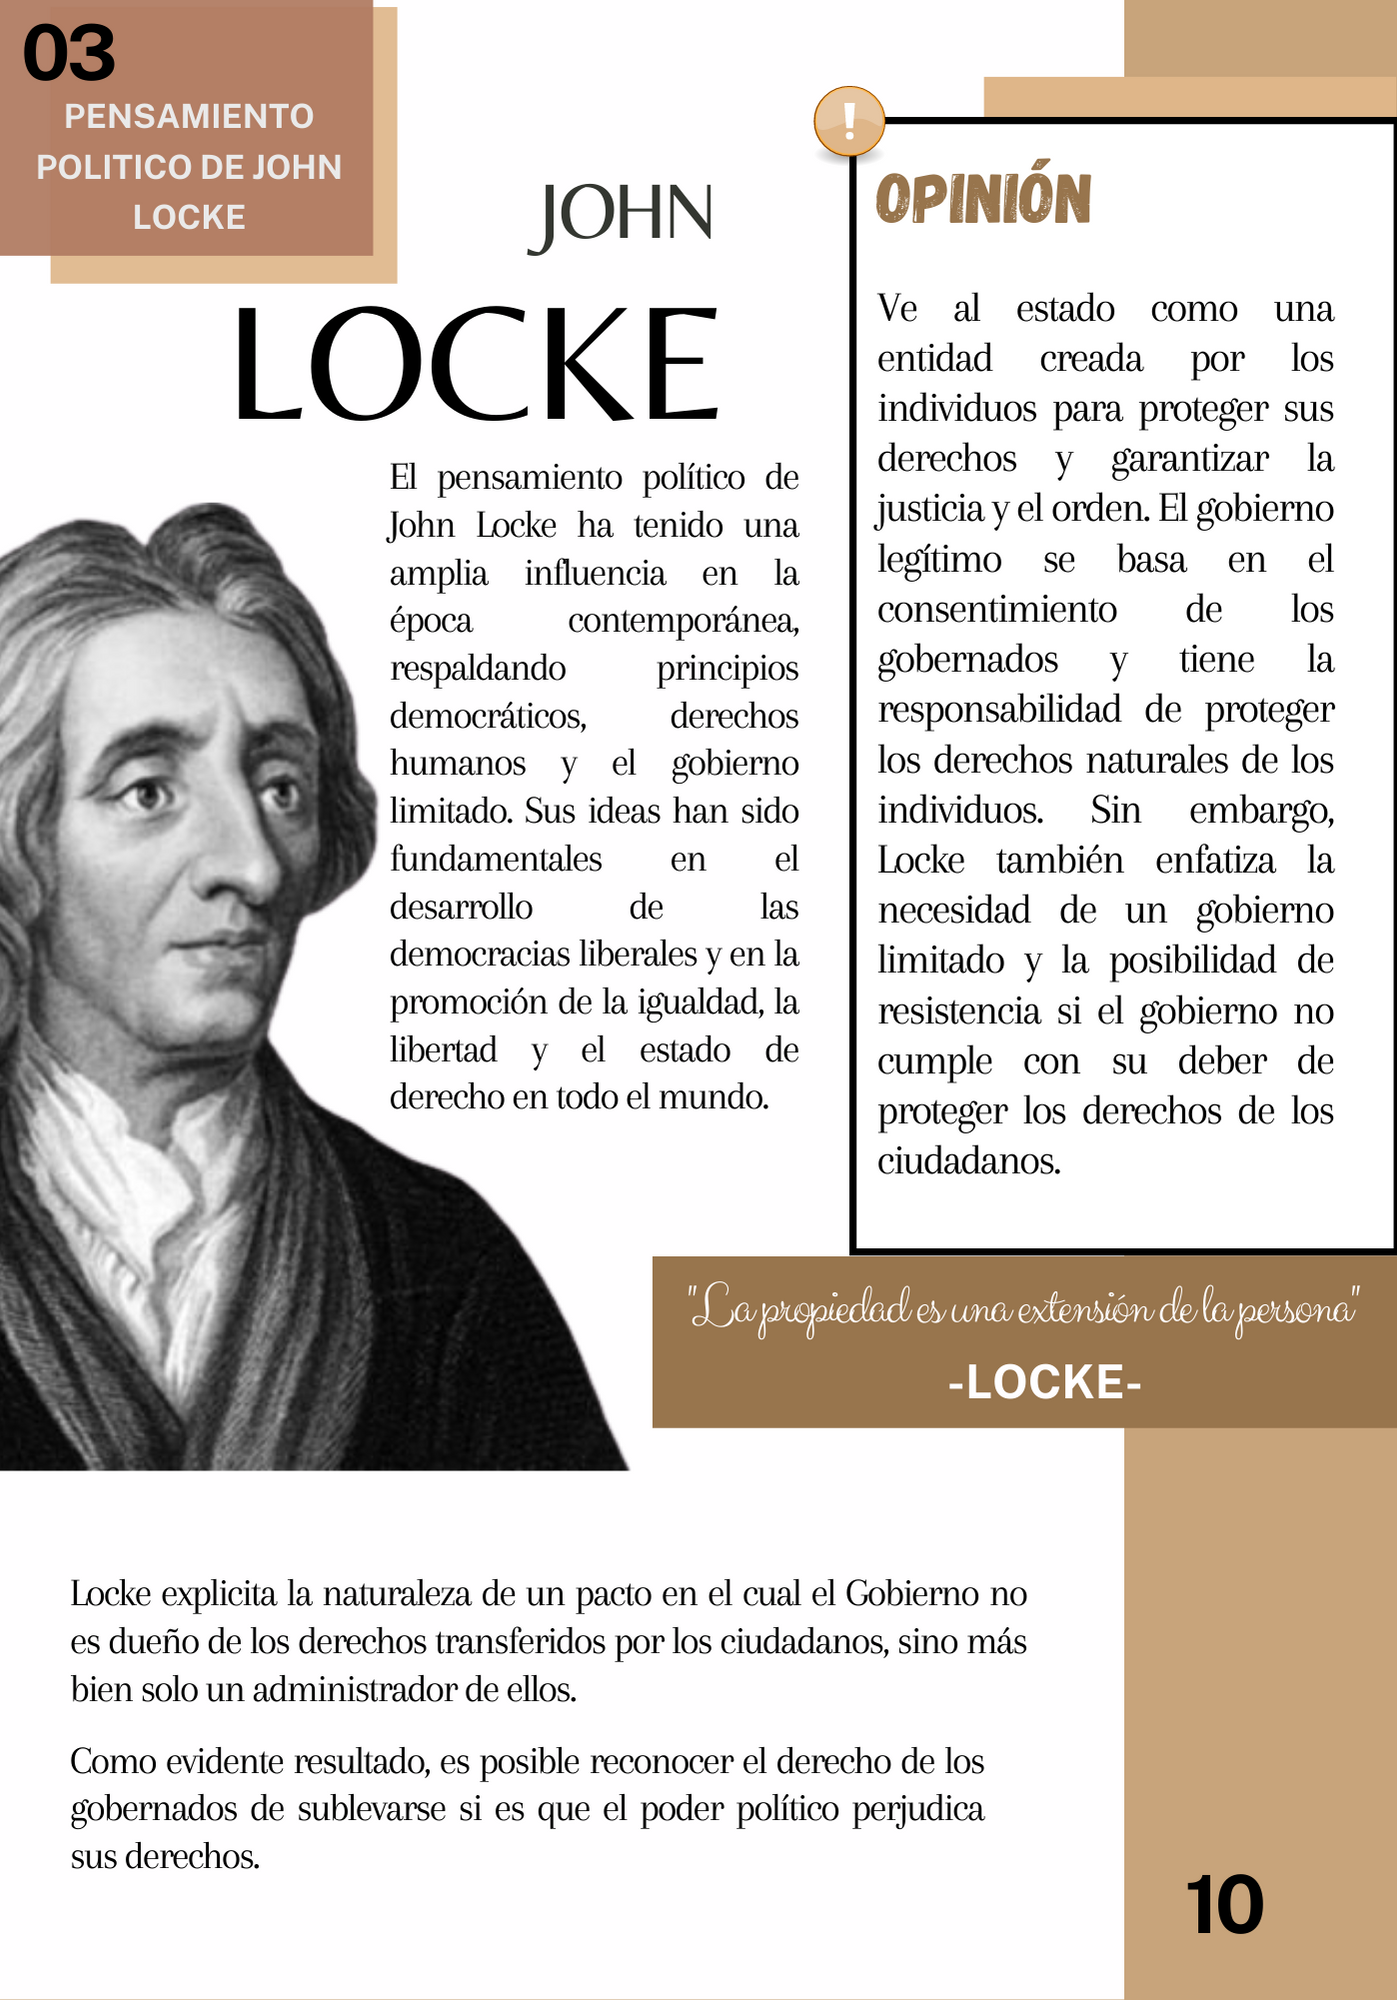 03
PENSAMIENTO
POLITICO DE JOHN
LOCKE
JOHN
LOCKE
El pensamiento político de
John Locke ha tenido una
amplia influencia en la
época contemporánea,
respaldando principios
democráticos, derechos
humanos y el gobierno
limitado. Sus ideas han sido
fundamentales en el
desarrollo de las
democracias liberales y en la
promoción de la igualdad, la
libertad y el estado de
derecho en todo el mundo.
!
OPINIÓN
Ve al estado como una
entidad creada por los
individuos para proteger sus
derechos y garantizar la
justicia y el orden. El gobierno
legítimo se basa en el
consentimiento de los
gobernados y tiene la
responsabilidad de proteger
los derechos naturales de los
individuos. Sin embargo,
Locke también enfatiza la
necesidad de un gobierno
limitado y la posibilidad de
resistencia si el gobierno no
cumple con su deber de
proteger los derechos de los
ciudadanos.
"La propiedad es una extensión de la persona"
-LOCKE-
Locke explicita la naturaleza de un pacto en el cual el Gobierno no
es dueño de los derechos transferidos por los ciudadanos, sino más
bien solo un administrador de ellos.
Como evidente resultado, es posible reconocer el derecho de los
gobernados de sublevarse si es que el poder político perjudica
sus derechos.
10